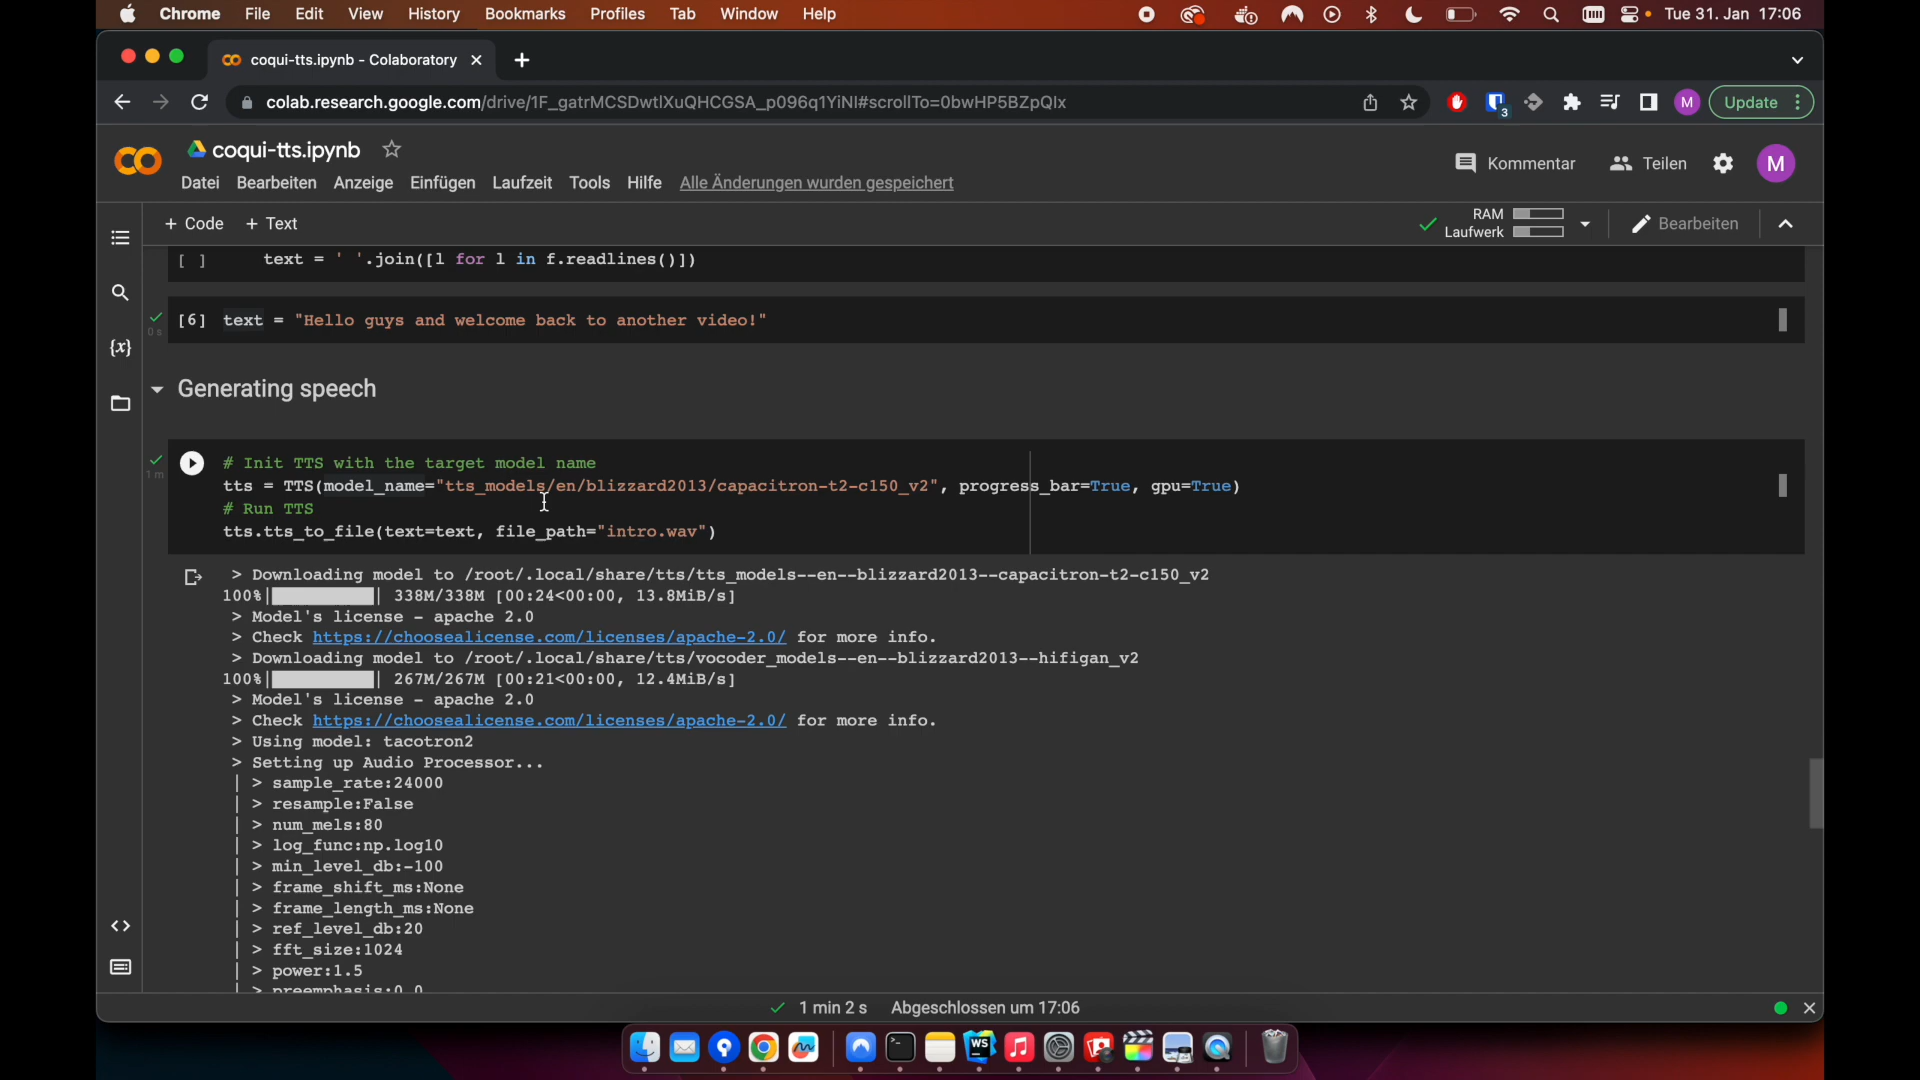 Chrome File Edit View History Bookmarks Profiles Tab Window Help Tue 31. Jan 17:06
coqui-tts.ipynb - Colaboratory
colab.research.google.com/drive/1F_gatrMCSDwtlXuQHCGSA_p096q1YiNl#scrollTo=0bwHP5BZpQlx 3 M Update
coqui-tts.ipynb
Kommentar Teilen M
Datei Bearbeiten Anzeige Einfügen Laufzeit Tools Hilfe Alle Änderungen wurden gespeichert
+ Code + Text RAM
Laufwerk Bearbeiten
[ ] text = ' '.join([l for l in f.readlines()])
[6] text = "Hello guys and welcome back to another video!"
0 s
Generating speech
# Init TTS with the target model name
1 m
tts = TTS(model_name="tts_models/en/blizzard2013/capacitron-t2-c150_v2", progress_bar=True, gpu=True)
# Run TTS
tts.tts_to_file(text=text, file_path="intro.wav")
> Downloading model to /root/.local/share/tts/tts_models--en--blizzard2013--capacitron-t2-c150_v2
100%|██████████| 338M/338M [00:24<00:00, 13.8MiB/s]
> Model's license - apache 2.0
> Check https://choosealicense.com/licenses/apache-2.0/ for more info.
> Downloading model to /root/.local/share/tts/vocoder_models--en--blizzard2013--hifigan_v2
100%|██████████| 267M/267M [00:21<00:00, 12.4MiB/s]
> Model's license - apache 2.0
> Check https://choosealicense.com/licenses/apache-2.0/ for more info.
> Using model: tacotron2
> Setting up Audio Processor...
| > sample_rate:24000
| > resample:False
| > num_mels:80
| > log_func:np.log10
| > min_level_db:-100
| > frame_shift_ms:None
| > frame_length_ms:None
| > ref_level_db:20
| > fft_size:1024
| > power:1.5
| > preemphasis:0.0
1 min 2 s Abgeschlossen um 17:06
WS